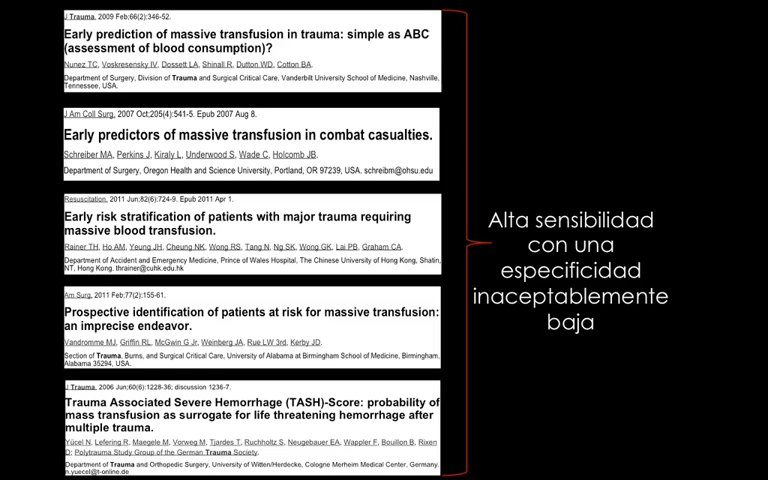 J Trauma. 2009 Feb;66(2):346-52.
Early prediction of massive transfusion in trauma: simple as ABC
(assessment of blood consumption)?
Nunez TC, Voskresensky IV, Dossett LA, Shinall R, Dutton WD, Cotton BA.
Department of Surgery, Division of Trauma and Surgical Critical Care, Vanderbilt University School of Medicine, Nashville,
Tennessee, USA.
J Am Coll Surg. 2007 Oct;205(4):541-5. Epub 2007 Aug 8.
Early predictors of massive transfusion in combat casualties.
Schreiber MA, Perkins J, Kiraly L, Underwood S, Wade C, Holcomb JB.
Department of Surgery, Oregon Health and Science University, Portland, OR 97239, USA. schreibm@ohsu.edu
Resuscitation. 2011 Jun;82(6):724-9. Epub 2011 Apr 1.
Early risk stratification of patients with major trauma requiring
massive blood transfusion.
Rainer TH, Ho AM, Yeung JH, Cheung NK, Wong RS, Tang N, Ng SK, Wong GK, Lai PB, Graham CA.
Department of Accident and Emergency Medicine, Prince of Wales Hospital, The Chinese University of Hong Kong, Shatin,
NT, Hong Kong. thrainer@cuhk.edu.hk
Am Surg. 2011 Feb;77(2):155-61.
Prospective identification of patients at risk for massive transfusion:
an imprecise endeavor.
Vandromme MJ, Griffin RL, McGwin G Jr, Weinberg JA, Rue LW 3rd, Kerby JD.
Section of Trauma, Burns, and Surgical Critical Care, University of Alabama at Birmingham School of Medicine, Birmingham,
Alabama 35294, USA.
J Trauma. 2006 Jun;60(6):1228-36; discussion 1236-7.
Trauma Associated Severe Hemorrhage (TASH)-Score: probability of
mass transfusion as surrogate for life threatening hemorrhage after
multiple trauma.
Yücel N, Lefering R, Maegele M, Vorweg M, Tjardes T, Ruchholtz S, Neugebauer EA, Wappler F, Bouillon B, Rixen
D; Polytrauma Study Group of the German Trauma Society.
Department of Trauma and Orthopedic Surgery, University of Witten/Herdecke, Cologne Merheim Medical Center, Germany.
n.yuecel@t-online.de
Alta sensibilidad
con una
especificidad
inaceptablemente
baja